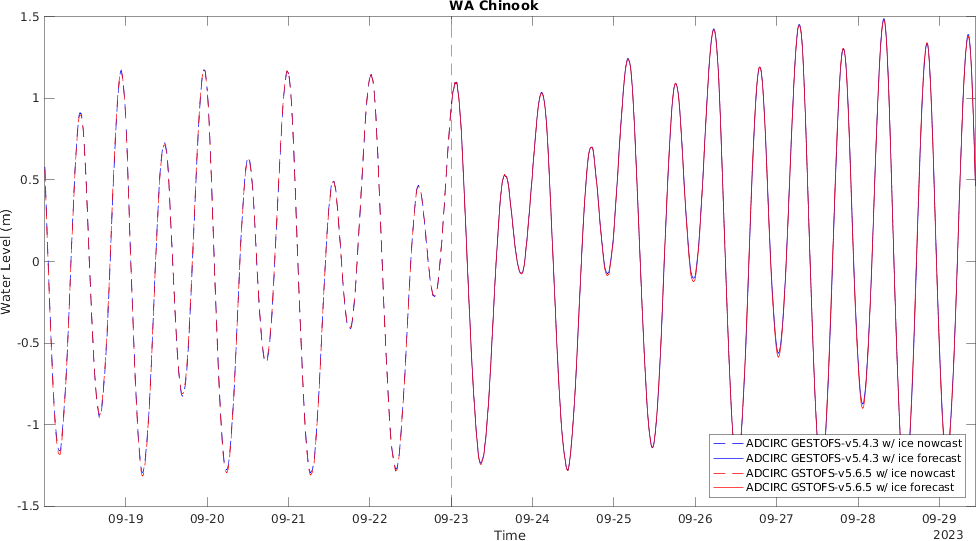 WA Chinook
Water Level (m)
1.5
1
0.5
0
-0.5
-1
-1.5
ADCIRC GESTOFS-v5.4.3 w/ ice nowcast
ADCIRC GESTOFS-v5.4.3 w/ ice forecast
ADCIRC GSTOFS-v5.6.5 w/ ice nowcast
ADCIRC GSTOFS-v5.6.5 w/ ice forecast
09-19 09-20 09-21 09-22 09-23 09-24 09-25 09-26 09-27 09-28 09-29
Time
2023